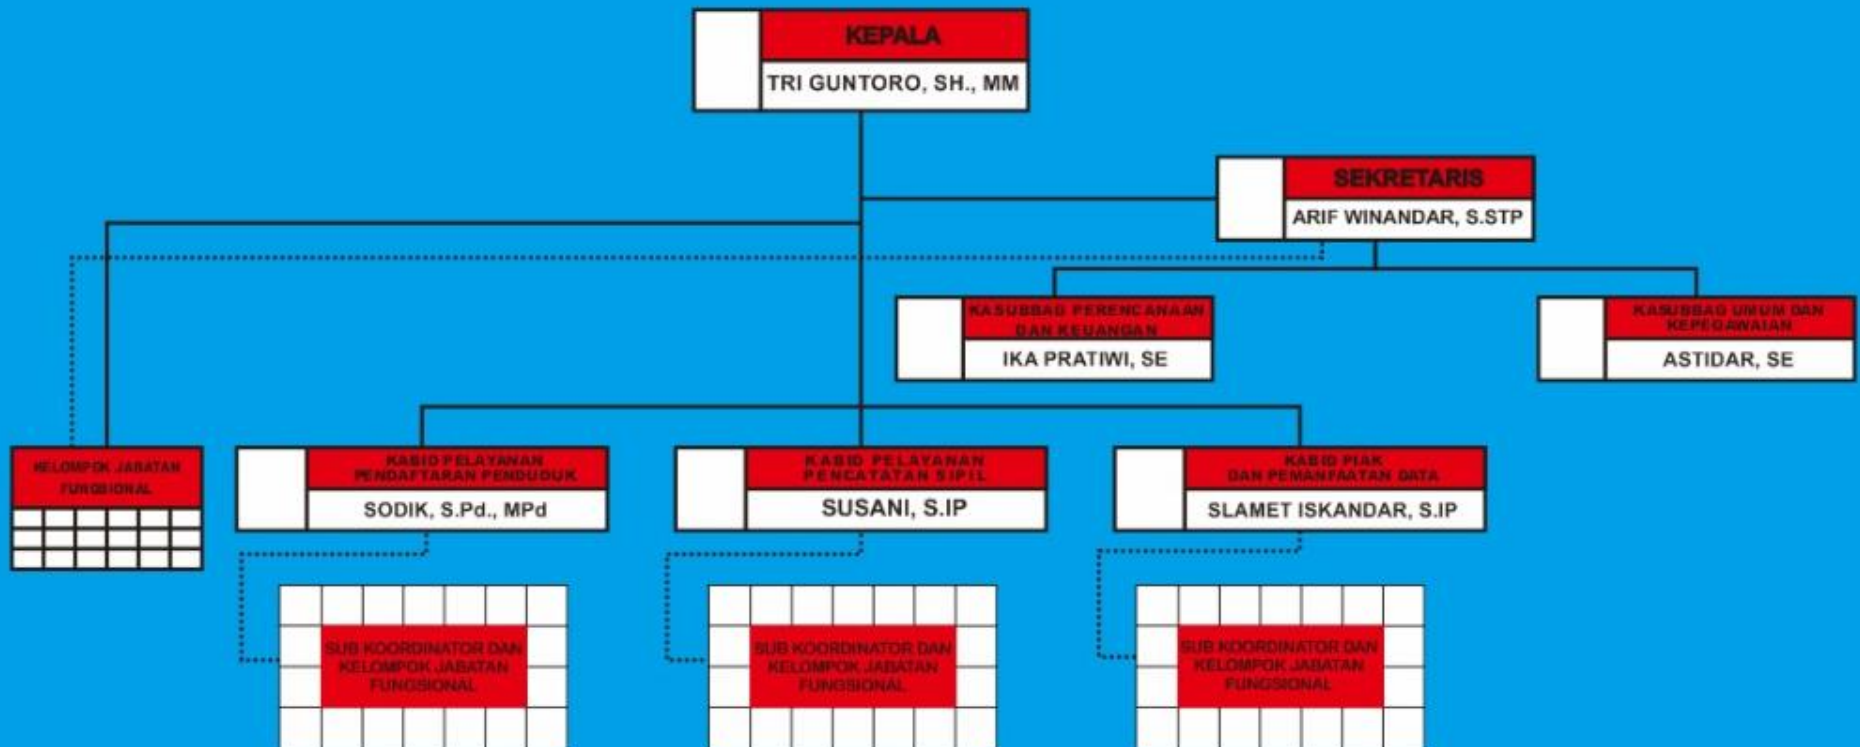 KEPALA
TRI GUNTORO, SH., MM
SEKRETARIS
ARIF WINANDAR, S.STP
KASUBBAG PERENCANAAN
DAN KEUANGAN
IKA PRATIWI, SE
KASUBBAG UMUM DAN
KEPEGAWAIAN
ASTIDAR, SE
KELOMPOK JABATAN
FUNGSIONAL
KABID PELAYANAN
PENDAFTARAN PENDUDUK
SODIK, S.Pd., MPd
KABID PELAYANAN
PENCATATAN SIPIL
SUSANI, S.IP
KABID PIAK
DAN PEMANFAATAN DATA
SLAMET ISKANDAR, S.IP
SUB KOORDINATOR DAN
KELOMPOK JABATAN
FUNGSIONAL
SUB KOORDINATOR DAN
KELOMPOK JABATAN
FUNGSIONAL
SUB KOORDINATOR DAN
KELOMPOK JABATAN
FUNGSIONAL